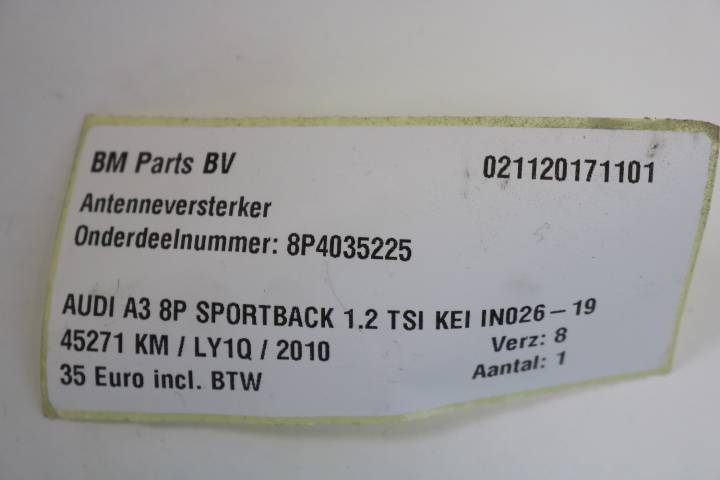 BM Parts BV 021120171101
Antenneversterker
Onderdeelnummer: 8P4035225
AUDI A3 8P SPORTBACK 1.2 TSI KEI IN026-19
45271 KM / LY1Q / 2010 Verz: 8
35 Euro incl. BTW Aantal: 1